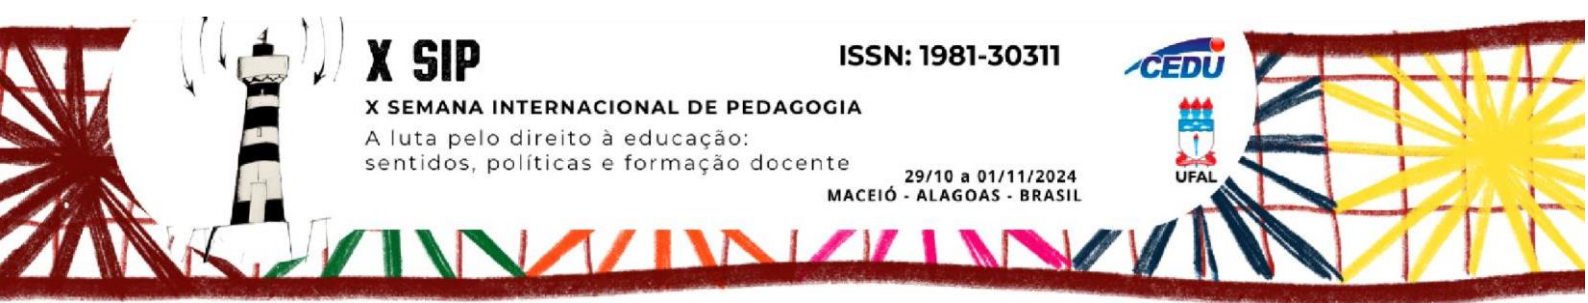 X SIP
ISSN: 1981-30311
CEDU
X SEMANA INTERNACIONAL DE PEDAGOGIA
A luta pelo direito à educação:
sentidos, políticas e formação docente
29/10 a 01/11/2024
MACEIÓ - ALAGOAS - BRASIL
UFAL